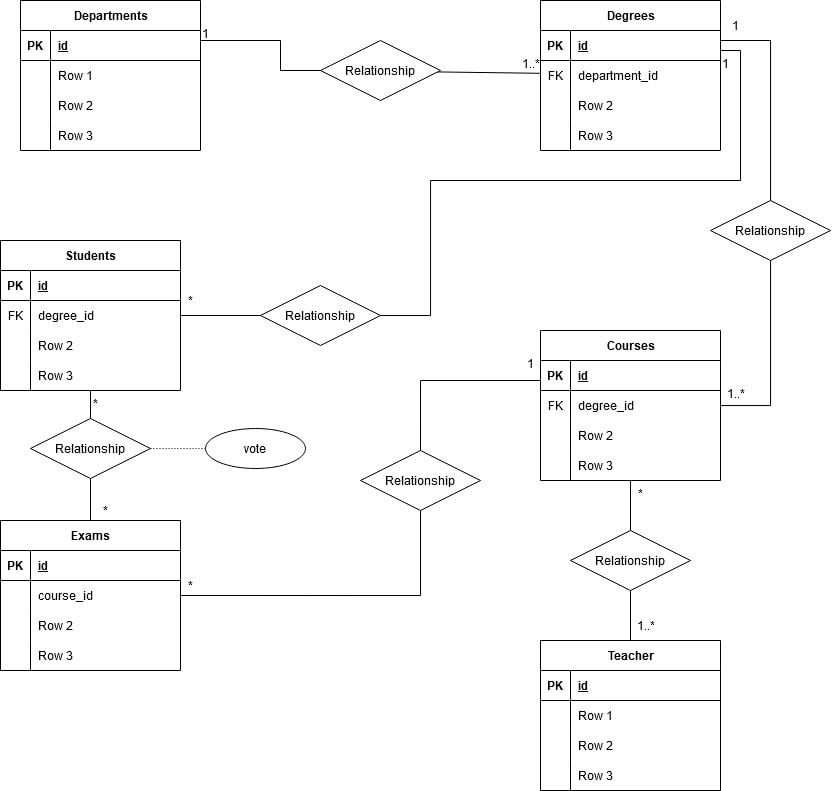 Departments
PK id
Row 1
Row 2
Row 3
1
Relationship
1..*
Degrees
PK id
FK department_id
Row 2
Row 3
1
1
Relationship
Students
PK id
FK degree_id
Row 2
Row 3
*
Relationship
Courses
PK id
FK degree_id
Row 2
Row 3
1
1..*
*
Relationship
vote
*
Relationship
*
Exams
PK id
course_id
Row 2
Row 3
*
Relationship
1..*
Teacher
PK id
Row 1
Row 2
Row 3